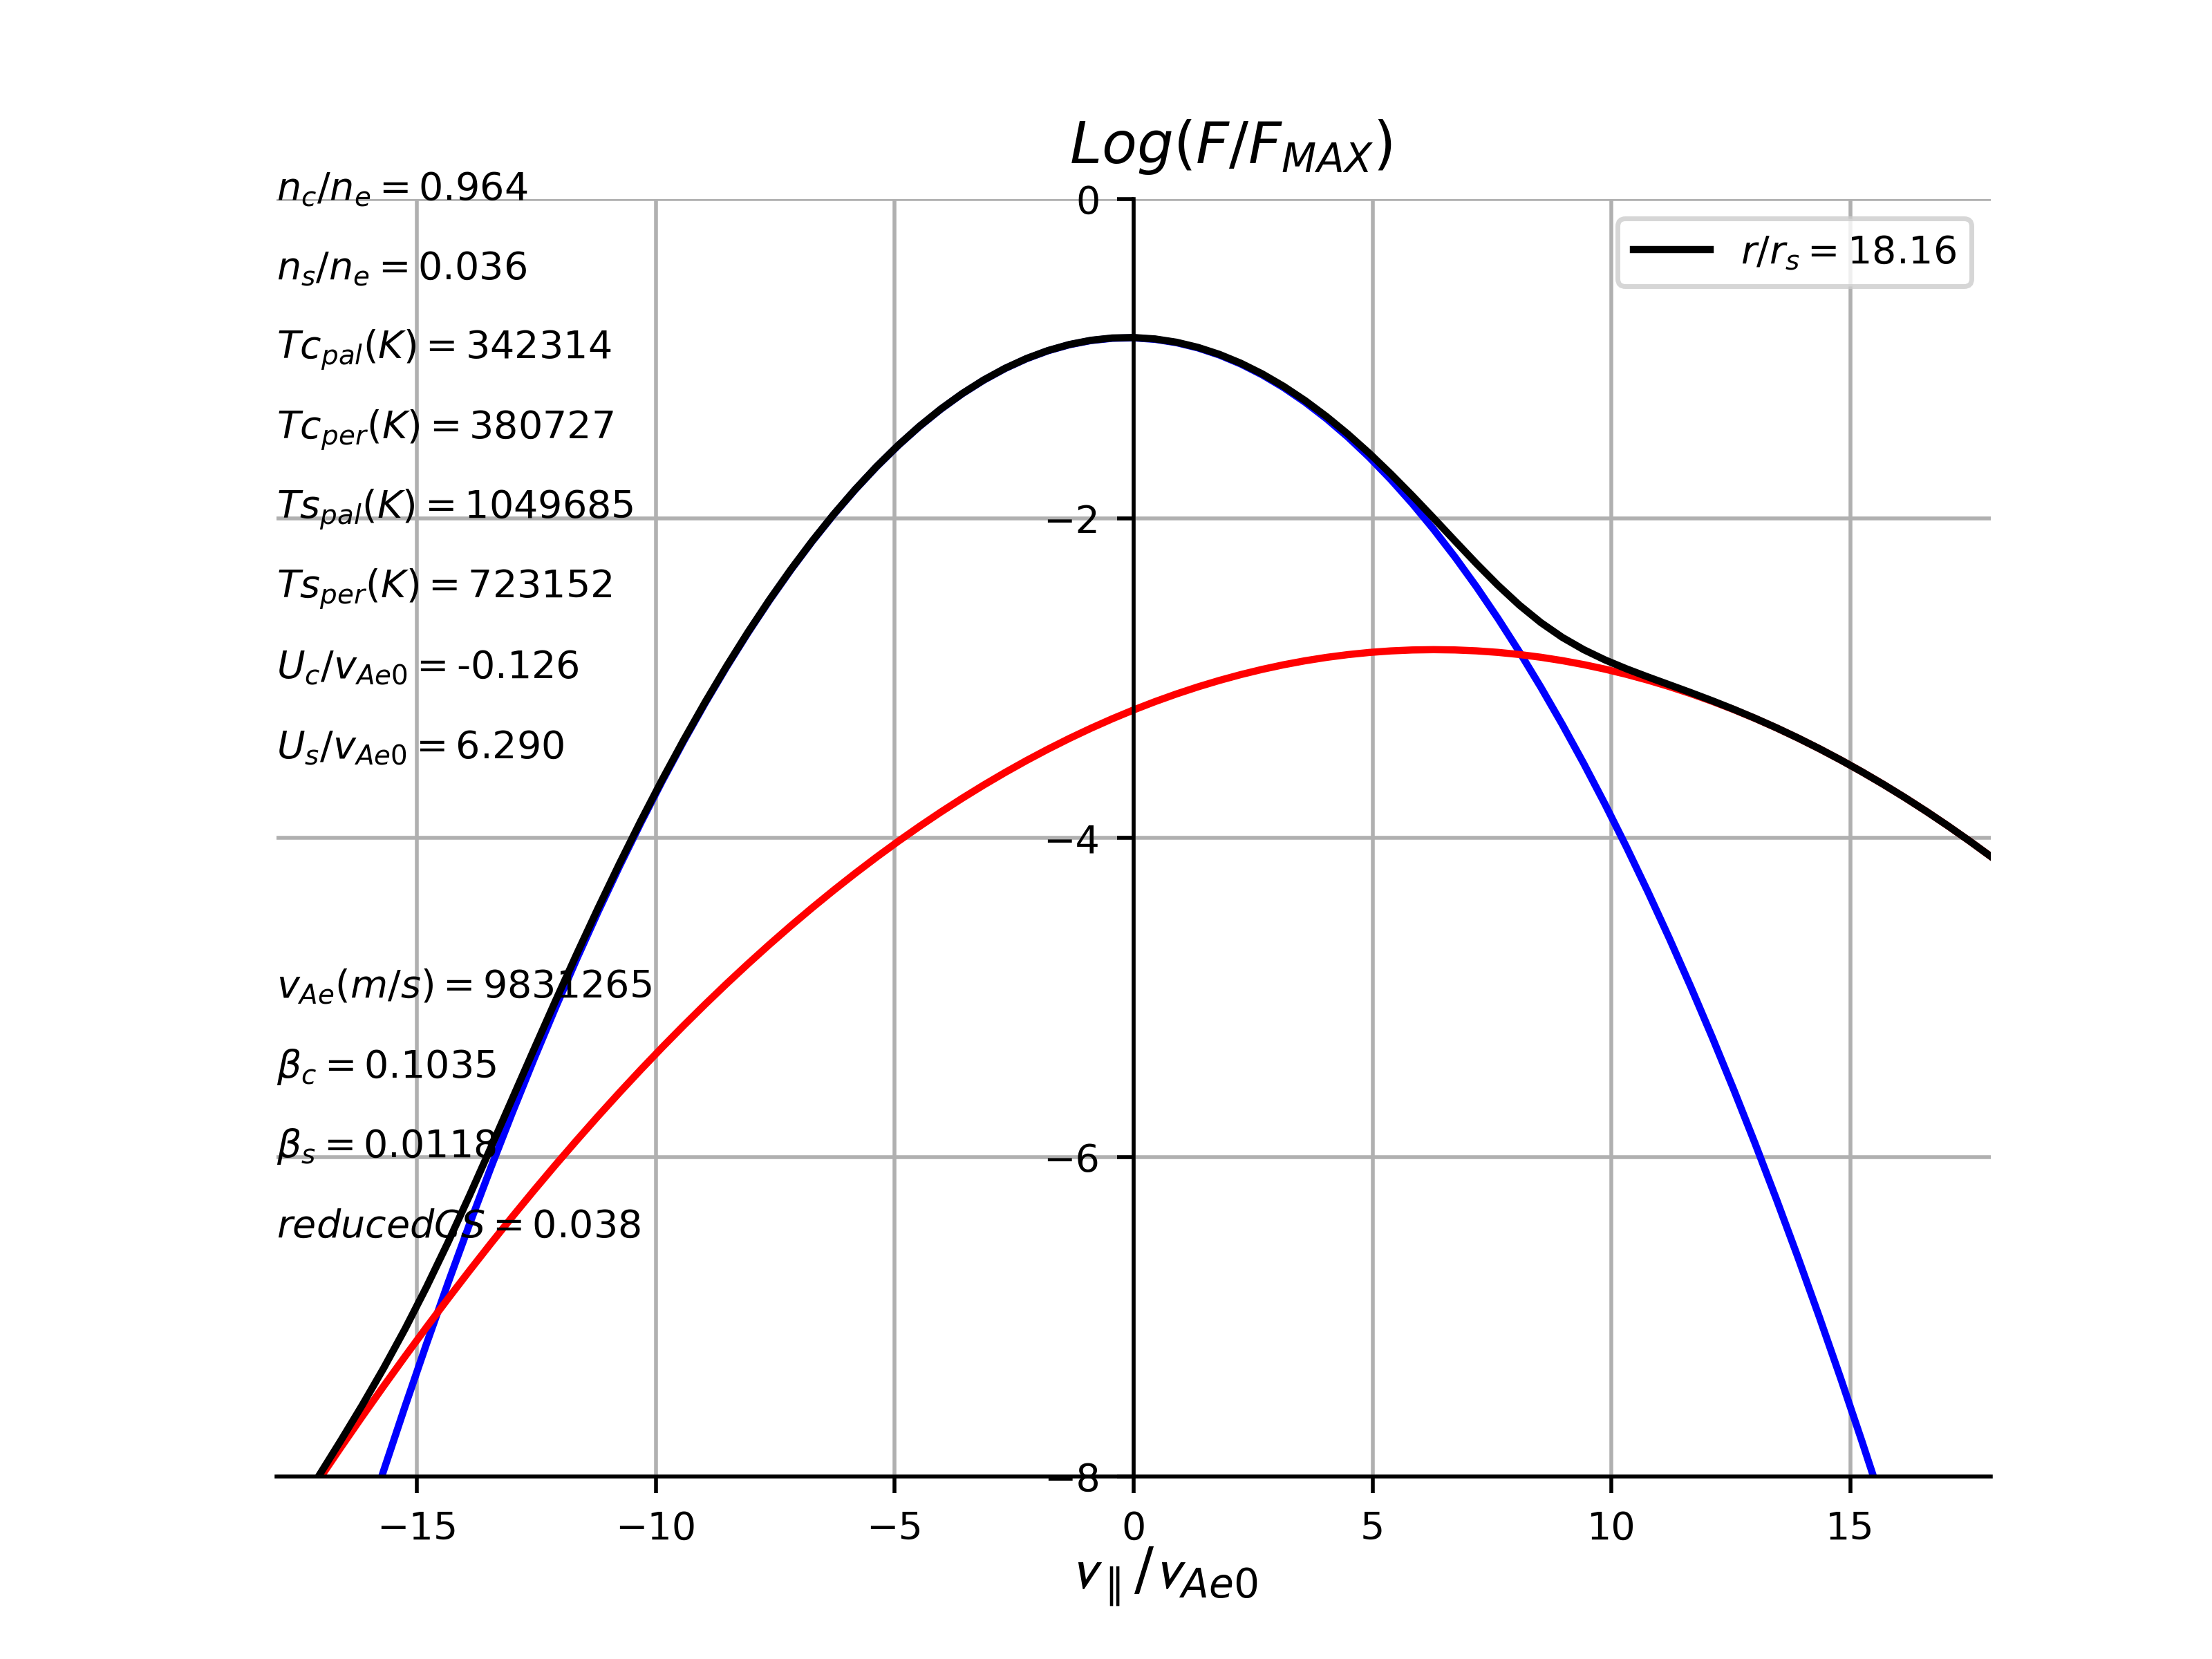 Log(F/F_MAX)
n_c/n_e = 0.964
n_s/n_e = 0.036
Tc_pal(K) = 342314
Tc_per(K) = 380727
Ts_pal(K) = 1049685
Ts_per(K) = 723152
U_c/v_Ae0 = -0.126
U_s/v_Ae0 = 6.290
v_Ae(m/s) = 9831265
β_c = 0.1035
β_s = 0.0118
reducedCS = 0.038
r/r_s = 18.16
0
−2
−4
−6
−8
−15 −10 −5 0 5 10 15
v_∥/v_Ae0